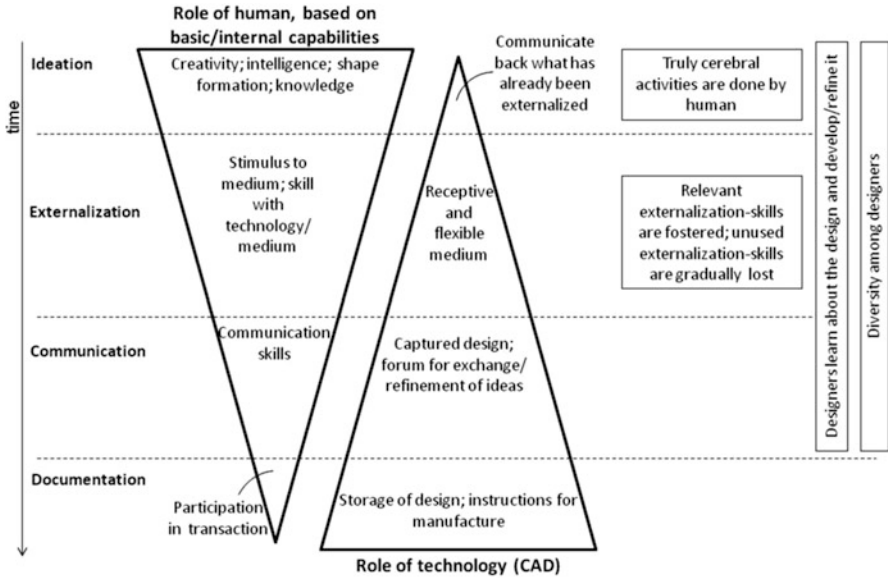 Role of human, based on
basic/internal capabilities
time
Ideation
Creativity; intelligence; shape
formation; knowledge
Communicate
back what has
already been
externalized
Truly cerebral
activities are done by
human
Externalization
Stimulus to
medium; skill
with
technology/
medium
Receptive
and
flexible
medium
Relevant
externalization-skills
are fostered; unused
externalization-skills
are gradually lost
Communication
Communication
skills
Captured design;
forum for exchange/
refinement of ideas
Documentation
Participation
in transaction
Storage of design; instructions for
manufacture
Role of technology (CAD)
Designers learn about the design and develop/refine it
Diversity among designers